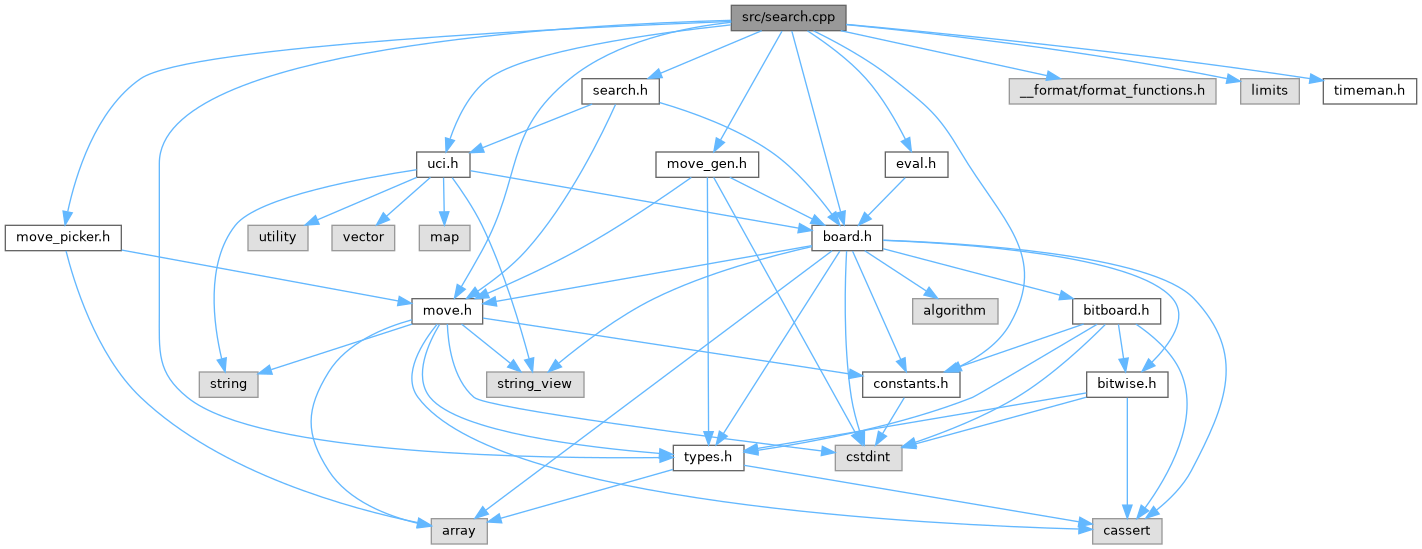 src/search.cpp
search.h
__format/format_functions.h
limits
timeman.h
uci.h
move_gen.h
eval.h
move_picker.h
utility
vector
map
board.h
move.h
algorithm
bitboard.h
string
string_view
constants.h
bitwise.h
types.h
cstdint
array
cassert